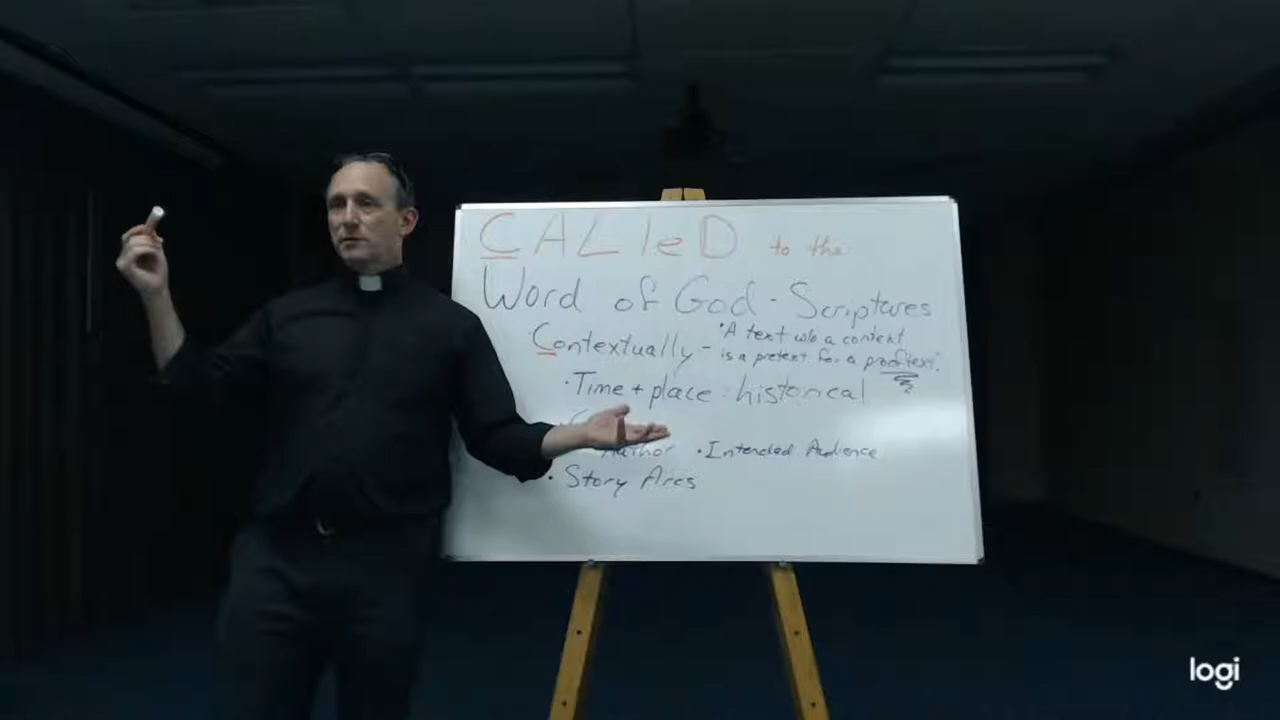 CALleD to the
Word of God - Scriptures
Contextually - "A text w/o a context
is a pretext for a prooftext".
· Time + place : historical
Author · Intended Audience
· Story Arcs
logi